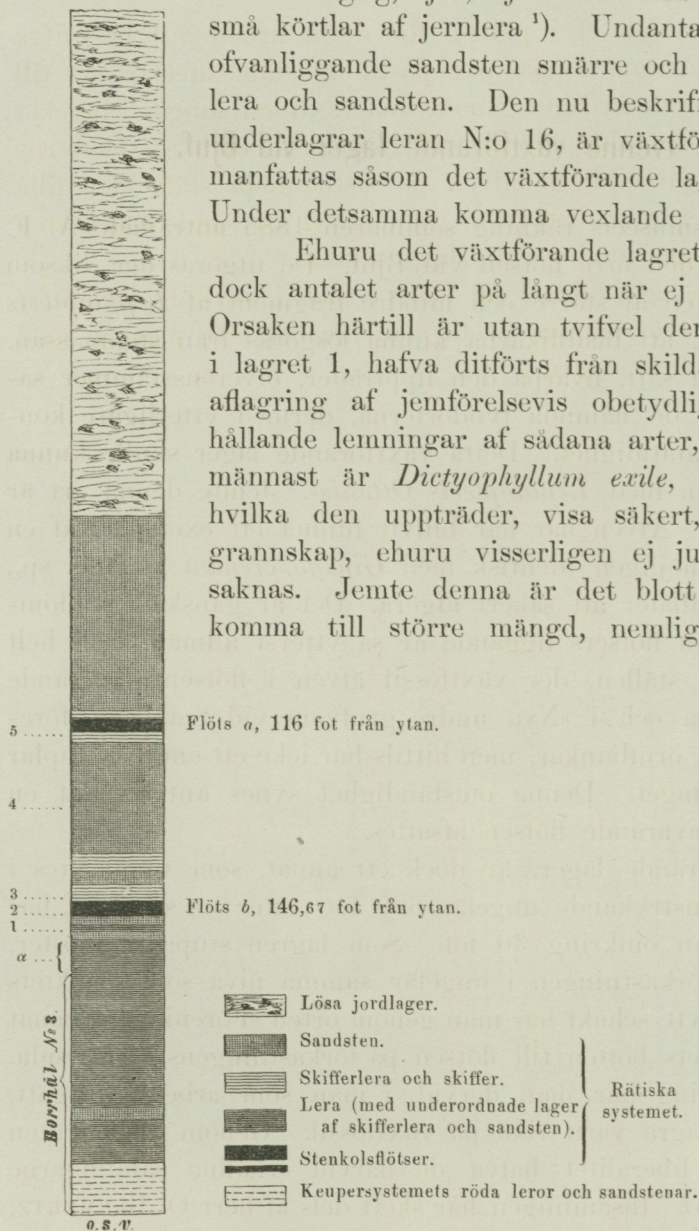 små körtlar af jernlera ¹). Undanta
ofvanliggande sandsten smärre och
lera och sandsten. Den nu beskrif
underlagrar leran N:o 16, är växtfö
manfattas såsom det växtförande la
Under detsamma komma vexlande
Ehuru det växtförande lagret
dock antalet arter på långt när ej
Orsaken härtill är utan tvifvel den
i lagret 1, hafva ditförts från skild
aflagring af jemförelsevis obetydlig
hållande lemningar af sådana arter,
männast är Dictyophyllum exile,
hvilka den uppträder, visa säkert,
grannskap, ehuru visserligen ej ju
saknas. Jemte denna är det blott
komma till större mängd, nemlig
Flöts a, 116 fot från ytan.
5
4
3
Flöts b, 146,67 fot från ytan.
2
1
α
Borrhål № 3.
Lösa jordlager.
Sandsten.
Skifferlera och skiffer.
Lera (med underordnade lager
af skifferlera och sandsten).
Stenkolsflötser.
Rätiska
systemet.
Keupersystemets röda leror och sandstenar.
O.S.V.